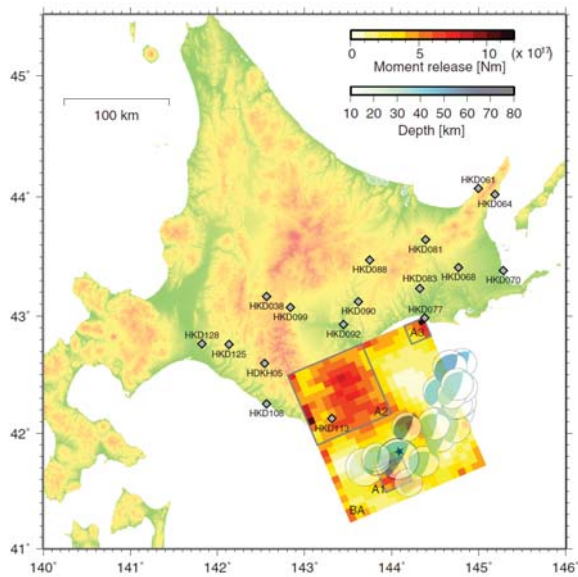 45°
44°
43°
42°
41°
140° 141° 142° 143° 144° 145° 146°
0 5 10 (x 10¹⁷)
Moment release [Nm]
10 20 30 40 50 60 70 80
Depth [km]
100 km
HKD061
HKD064
HKD081
HKD088
HKD083
HKD068
HKD070
HKD038
HKD099
HKD090
HKD077
HKD092
HKD128
HKD125
HDKH05
HKD108
HKD113
A3
A2
A1
BA